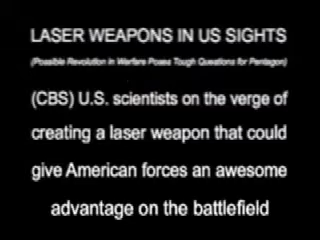 LASER WEAPONS IN US SIGHTS
(Possible Revolution in Warfare Poses Tough Questions for Pentagon)
(CBS) U.S. scientists on the verge of
creating a laser weapon that could
give American forces an awesome
advantage on the battlefield